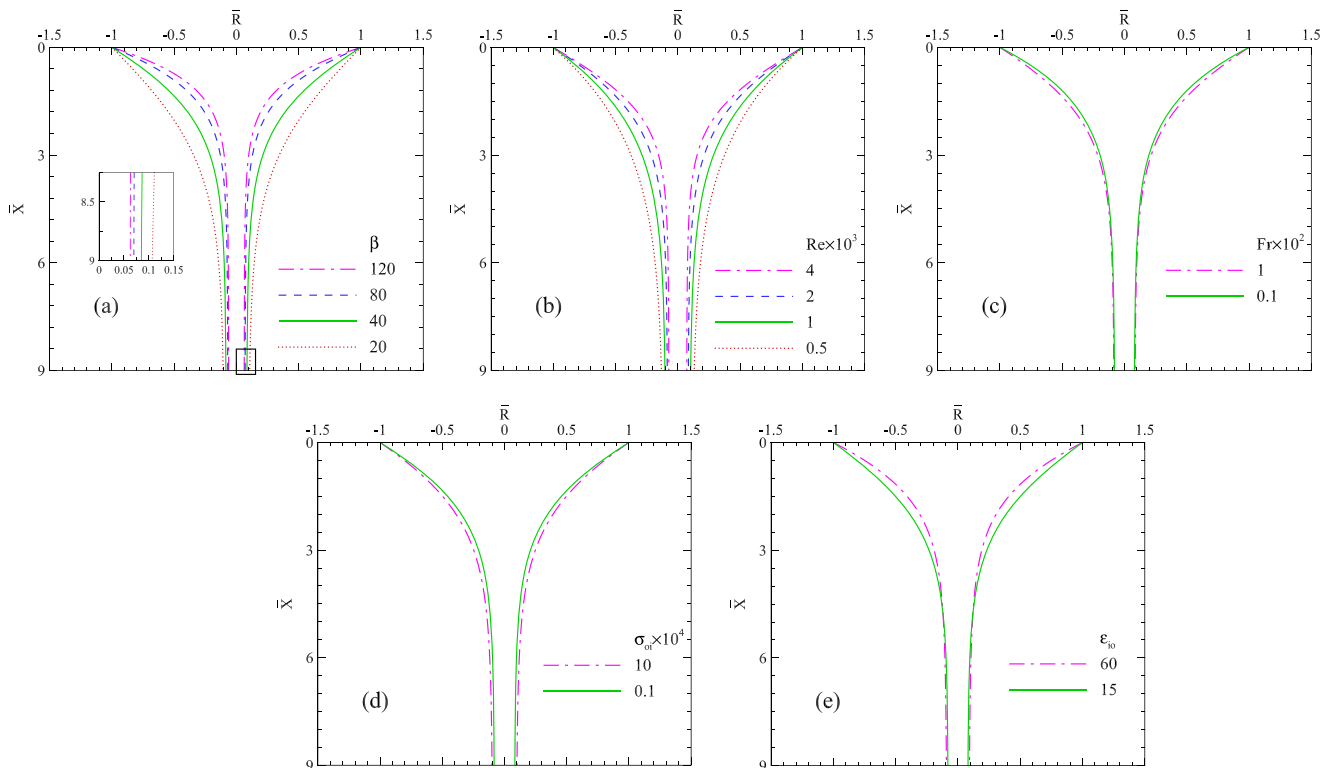 R̅ R̅ R̅
-1.5 -1 -0.5 0 0.5 1 1.5 -1.5 -1 -0.5 0 0.5 1 1.5 -1.5 -1 -0.5 0 0.5 1 1.5
0 0 0
3 3 3
8.5
X̅ X̅ X̅
9
0 0.05 0.1 0.15
β Re×10³ Fr×10²
6 120 6 4 6 1
(a) 80 (b) 2 (c) 0.1
40 1
20 0.5
9 9 9
R̅ R̅
-1.5 -1 -0.5 0 0.5 1 1.5 -1.5 -1 -0.5 0 0.5 1 1.5
0 0
3 3
X̅ X̅
σₒᵢ×10⁴ εᵢₒ
6 10 6 60
(d) 0.1 (e) 15
9 9